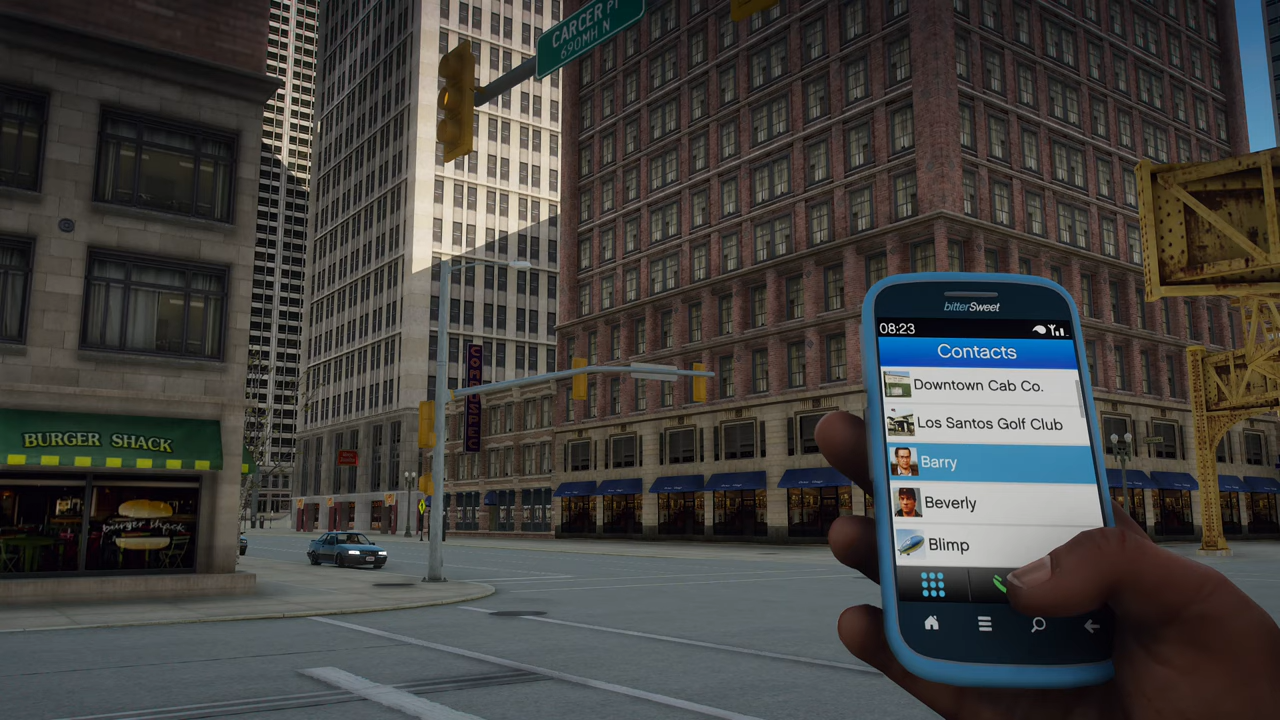 CARCER PT
690MH N
BURGER SHACK
burger shack
bitterSweet
08:23
Contacts
Downtown Cab Co.
Los Santos Golf Club
Barry
Beverly
Blimp